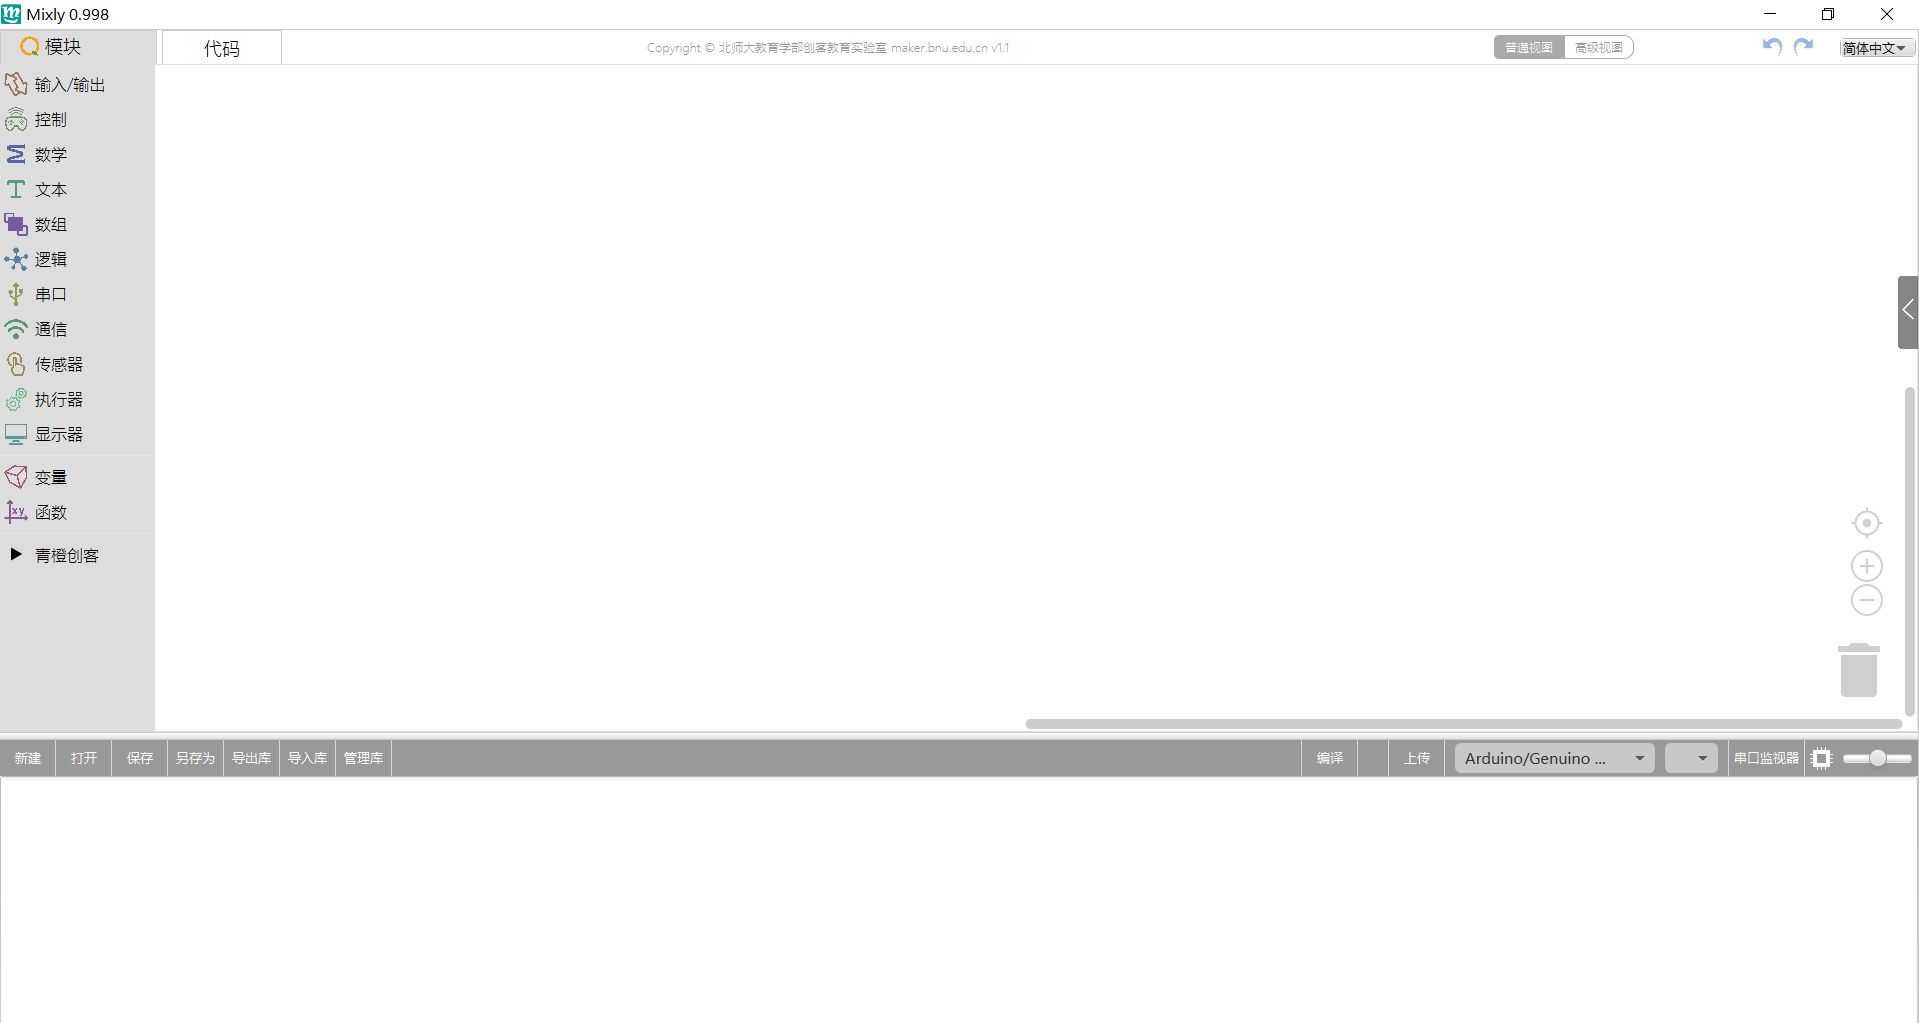 Mixly 0.998
模块
代码
Copyright © 北师大教育学部创客教育实验室 maker.bnu.edu.cn v1.1
普通视图
高级视图
简体中文
输入/输出
控制
数学
文本
数组
逻辑
串口
通信
传感器
执行器
显示器
变量
函数
青橙创客
新建
打开
保存
另存为
导出库
导入库
管理库
编译
上传
Arduino/Genuino ...
串口监视器